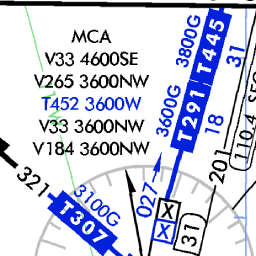 MCA
V33 4600SE
V265 3600NW
T452 3600W
V33 3600NW
V184 3600NW
3800G
T445
31
3600G
T291
18
110.4
201
321
3100G
T307
027
X
X
31